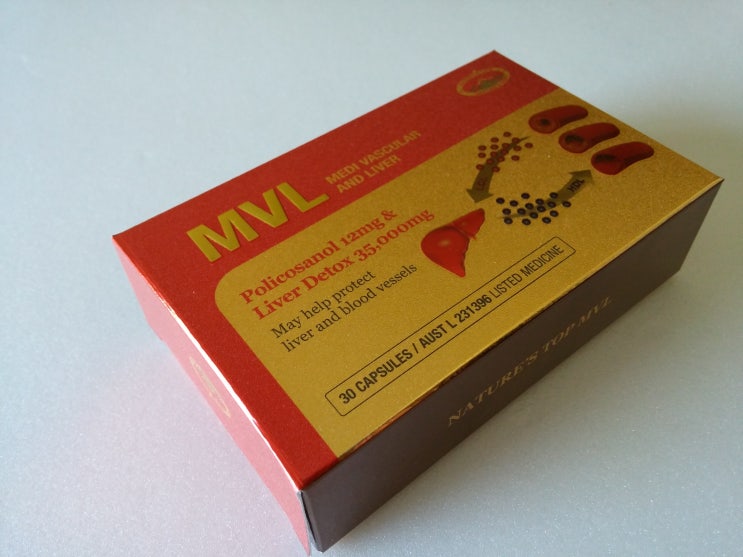 MVL
MEDI VASCULAR
AND LIVER
Policosanol 12mg &
Liver Detox 35,000mg
May help protect
liver and blood vessels
HDL
30 CAPSULES / AUST L 231396 LISTED MEDICINE
NATURE'S TOP MVL